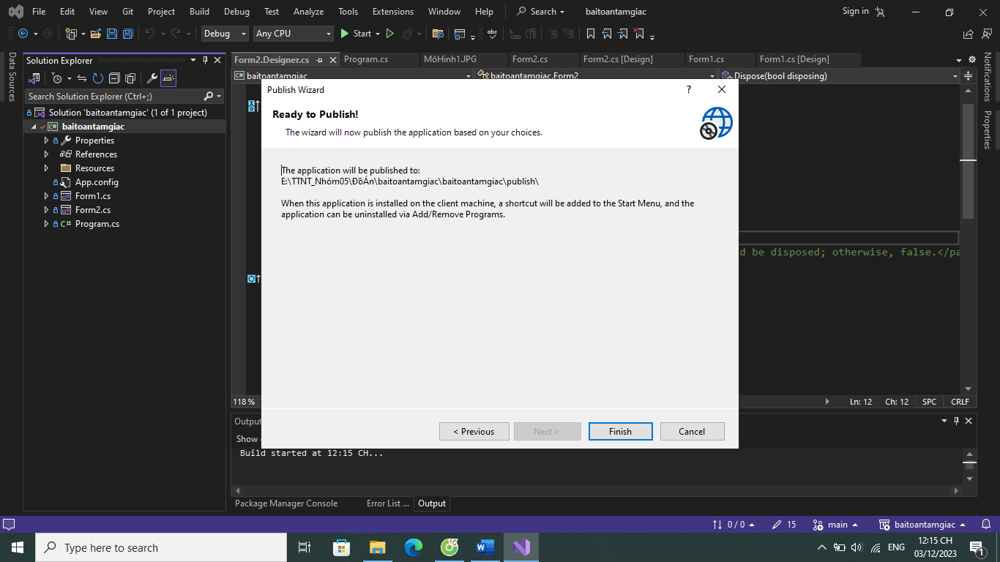 File Edit View Git Project Build Debug Test Analyze Tools Extensions Window Help Search baitoantamgiac Sign in
Debug Any CPU Start
Data Sources
Solution Explorer
Search Solution Explorer (Ctrl+;)
Solution 'baitoantamgiac' (1 of 1 project)
baitoantamgiac
Properties
References
Resources
App.config
Form1.cs
Form2.cs
C# Program.cs
Form2.Designer.cs Program.cs MôHinh1.JPG Form2.cs Form2.cs [Design] Form1.cs Form1.cs [Design]
baitoantamgiac baitoantamgiac.Form2 Dispose(bool disposing)
Publish Wizard ?
Ready to Publish!
The wizard will now publish the application based on your choices.
The application will be published to:
E:\TTNT_Nhóm05\ĐồÁn\baitoantamgiac\baitoantamgiac\publish\
When this application is installed on the client machine, a shortcut will be added to the Start Menu, and the
application can be uninstalled via Add/Remove Programs.
d be disposed; otherwise, false.</pa
< Previous Next > Finish Cancel
118 % Ln: 12 Ch: 12 SPC CRLF
Output
Show
Build started at 12:15 CH...
Package Manager Console Error List ... Output
Notifications
Properties
0 / 0 15 main baitoantamgiac
Type here to search
ENG
12:15 CH
03/12/2023
1